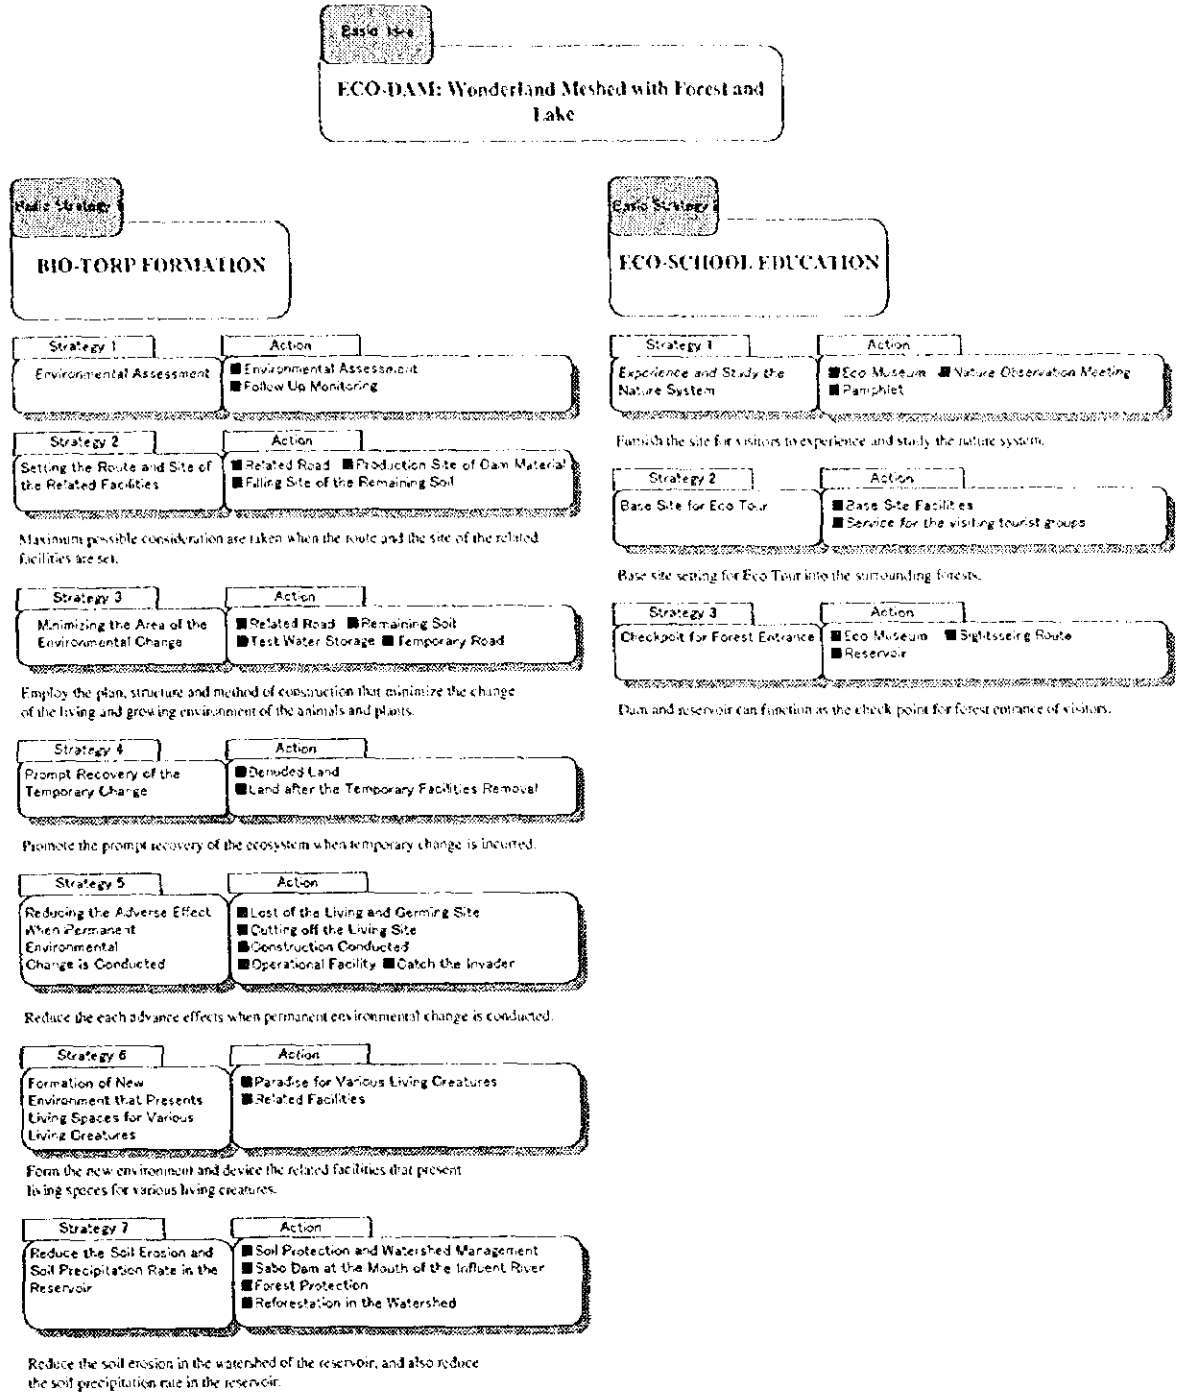 Basic Idea
ECO-DAM: Wonderland Meshed with Forest and
Lake
Basic Strategy
BIO-TORP FORMATION
Strategy 1
Action
Environmental Assessment
■Environmental Assessment
■Follow Up Monitoring
Strategy 2
Action
Setting the Route and Site of
the Related Facilities
■Related Road ■Production Site of Dam Material
■Filling Site of the Remaining Soil
Maximum possible consideration are taken when the route and the site of the related
facilities are set.
Strategy 3
Action
Minimizing the Area of the
Environmental Change
■Related Road ■Remaining Soil
■Test Water Storage ■Temporary Road
Employ the plan, structure and method of construction that minimize the change
of the living and growing environment of the animals and plants.
Strategy 4
Action
Prompt Recovery of the
Temporary Change
■Denuded Land
■Land after the Temporary Facilities Removal
Promote the prompt recovery of the ecosystem when temporary change is incurred.
Strategy 5
Action
Reducing the Adverse Effect
When Permanent
Environmental
Change is Conducted
■Lost of the Living and Germing Site
■Cutting off the Living Site
■Construction Conducted
■Operational Facility ■Catch the Invader
Reduce the each advance effects when permanent environmental change is conducted.
Strategy 6
Action
Formation of New
Environment that Presents
Living Spaces for Various
Living Creatures
■Paradise for Various Living Creatures
■Related Facilities
Form the new environment and device the related facilities that present
living spaces for various living creatures.
Strategy 7
Action
Reduce the Soil Erosion and
Soil Precipitation Rate in the
Reservoir
■Soil Protection and Watershed Management
■Sabo Dam at the Mouth of the Influent River
■Forest Protection
■Reforestation in the Watershed
Reduce the soil erosion in the watershed of the reservoir, and also reduce
the soil precipitation rate in the reservoir.
Basic Strategy
ECO-SCHOOL EDUCATION
Strategy 1
Action
Experience and Study the
Nature System
■Eco Museum ■Nature Observation Meeting
■Pamphlet
Furnish the site for visitors to experience and study the nature system.
Strategy 2
Action
Base Site for Eco Tour
■Base Site Facilities
■Service for the visiting tourist groups
Base site setting for Eco Tour into the surrounding forests.
Strategy 3
Action
Checkpoit for Forest Entrance
■Eco Museum ■Sightsseing Route
■Reservoir
Dam and reservoir can function as the check point for forest entrance of visitors.